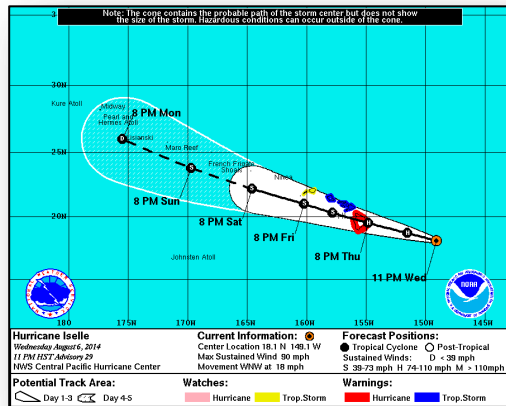 Note: The cone contains the probable path of the storm center but does not show
the size of the storm. Hazardous conditions can occur outside of the cone.
30N
Kure Atoll
Midway
Pearl and
Hermes Atoll
8 PM Mon
D
Lisianski
25N
Maro Reef
S
French Frigate
Shoals
Nihoa
8 PM Sun
S
8 PM Sat
20N
S
S
H
H
8 PM Fri
8 PM Thu
Johnsten Atoll
11 PM Wed
15N
NOAA
180
175W
170W
165W
160W
155W
150W
145W
Hurricane Iselle
Wednesday August 6, 2014
11 PM HST Advisory 29
NWS Central Pacific Hurricane Center
Current Information:
Center Location 18.1 N 149.1 W
Max Sustained Wind 90 mph
Movement WNW at 18 mph
Forecast Positions:
Tropical Cyclone Post-Tropical
Sustained Winds: D < 39 mph
S 39-73 mph H 74-110 mph M > 110mph
Potential Track Area:
Day 1-3 Day 4-5
Watches:
Hurricane Trop.Storm
Warnings:
Hurricane Trop.Storm